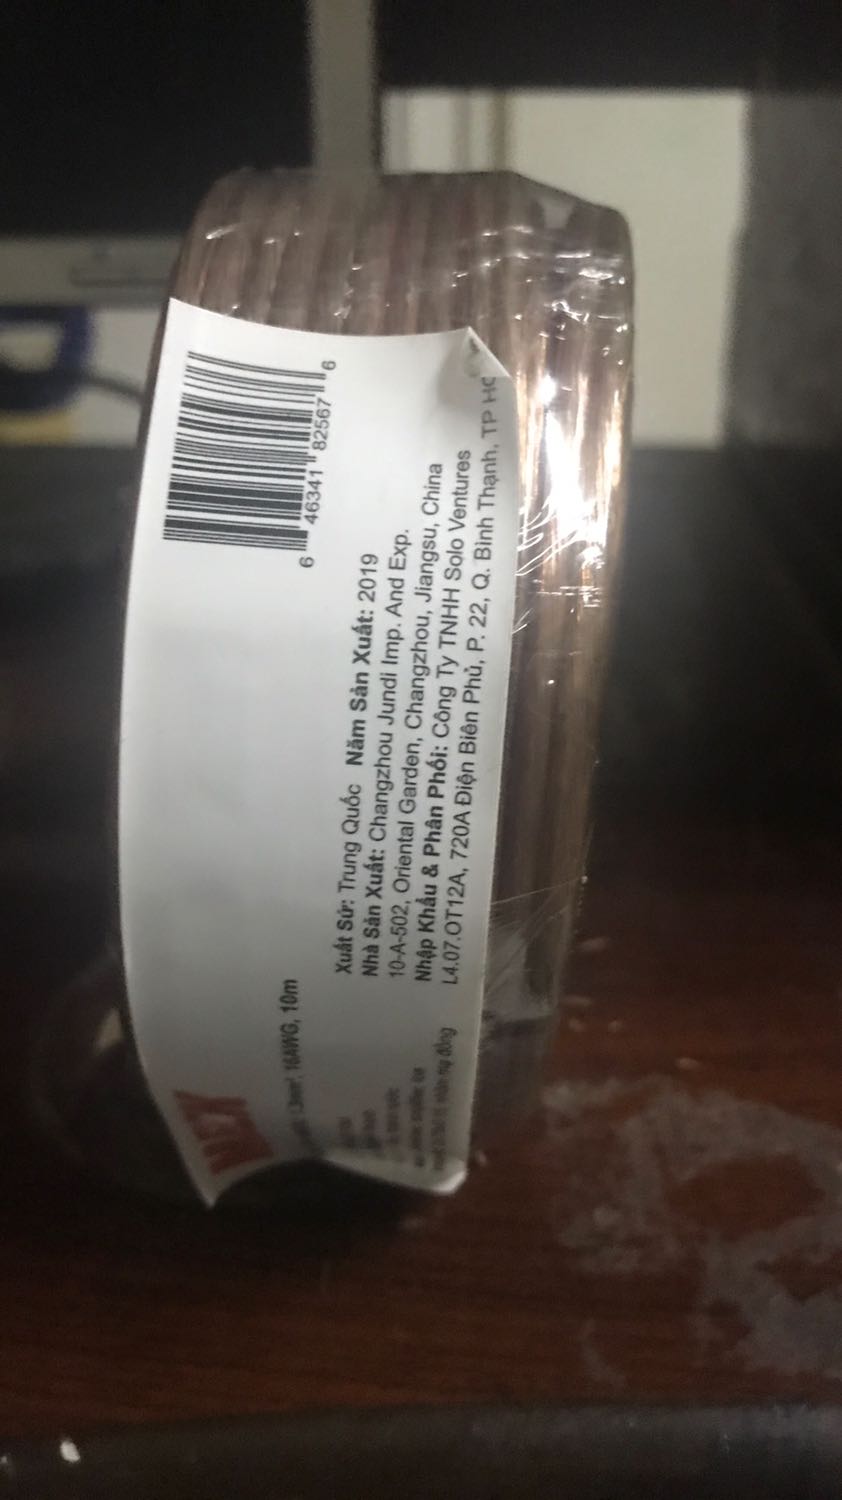 1.3mm², 16AWG, 10m
6 46341 82567 6
Xuất Sứ: Trung Quốc Năm Sản Xuất: 2019
Nhà Sản Xuất: Changzhou Jundi Imp. And Exp.
10-A-502, Oriental Garden, Changzhou, Jiangsu, China
Nhập Khẩu & Phân Phối: Công Ty TNHH Solo Ventures
L4.07.OT12A, 720A Điện Biên Phủ, P. 22, Q. Bình Thạnh, TP HC